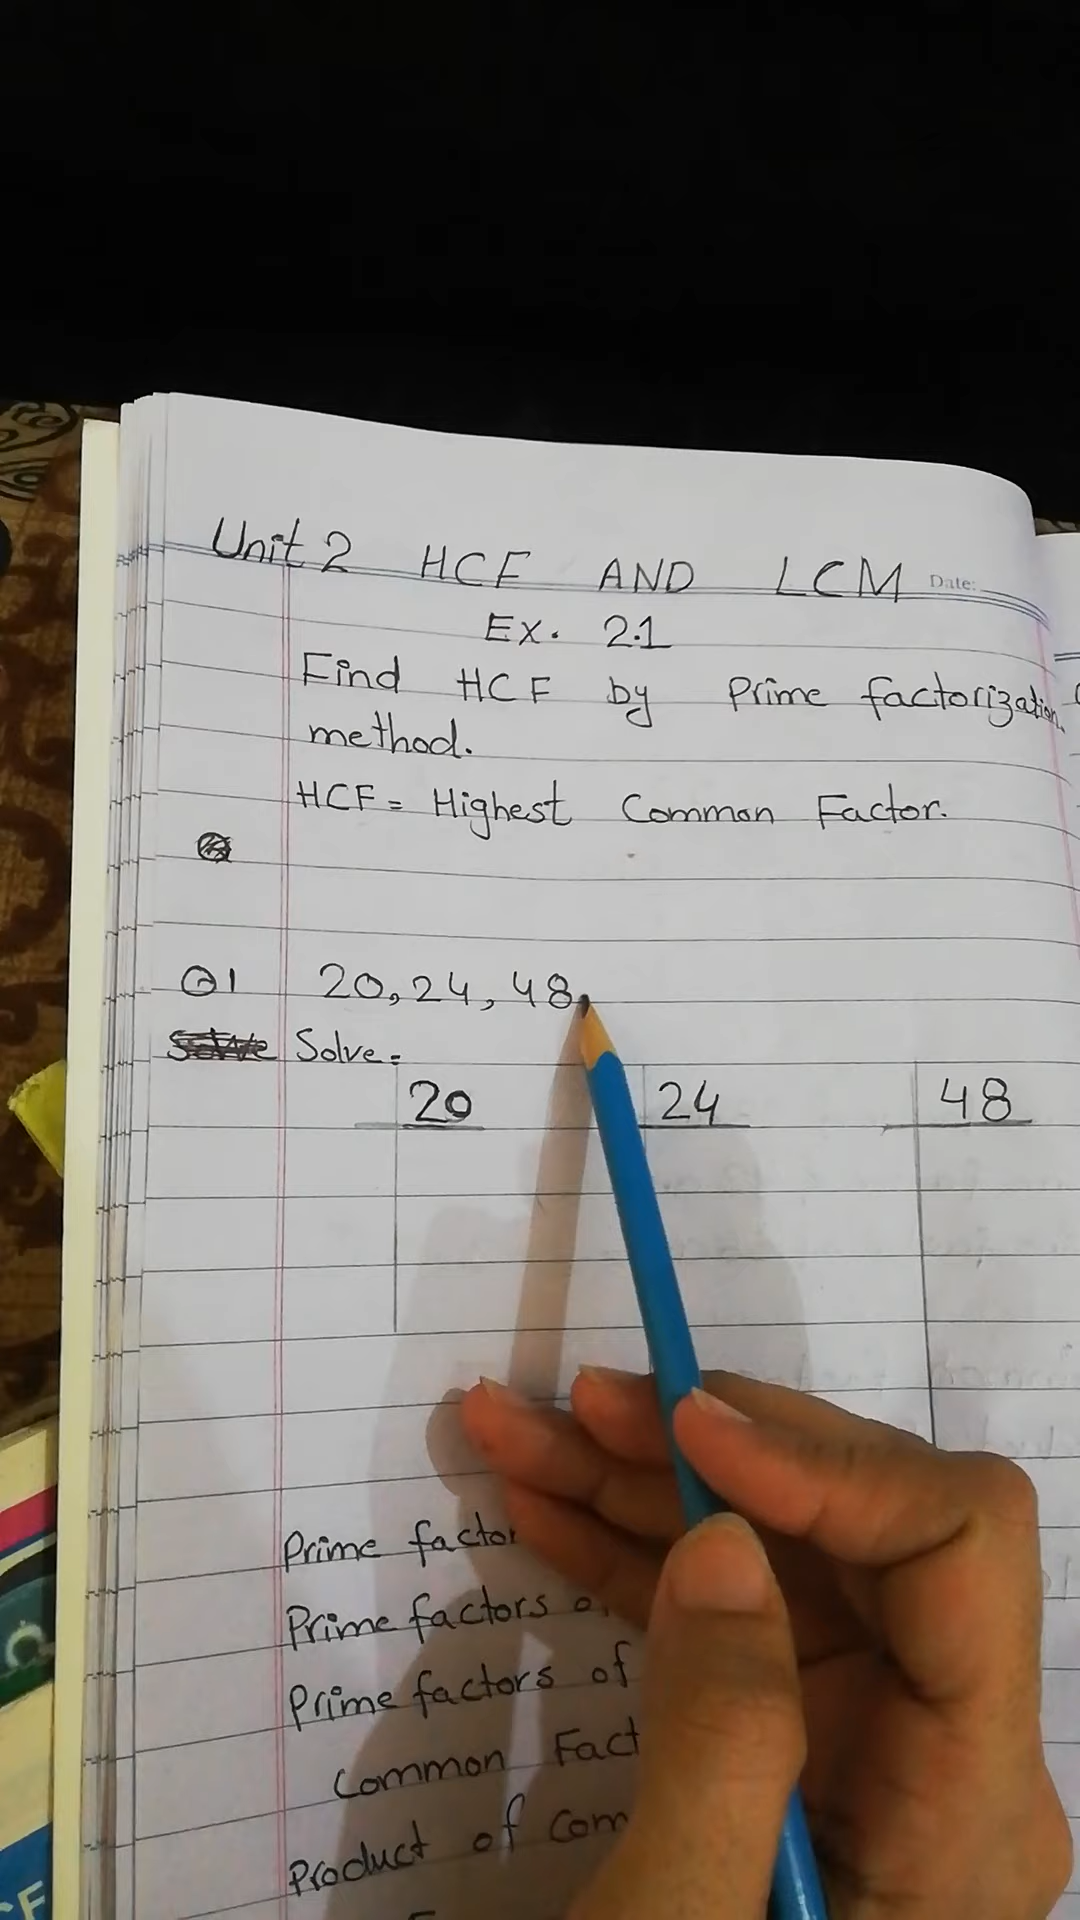 Unit 2 HCF AND LCM Date:
Ex. 2.1
Find HCF by Prime factorization
method.
HCF = Highest Common Factor.
Q1 20, 24, 48
Solve=
20 24 48
Prime factor
Prime factors
Prime factors of
Common Fact
Product of com
CF